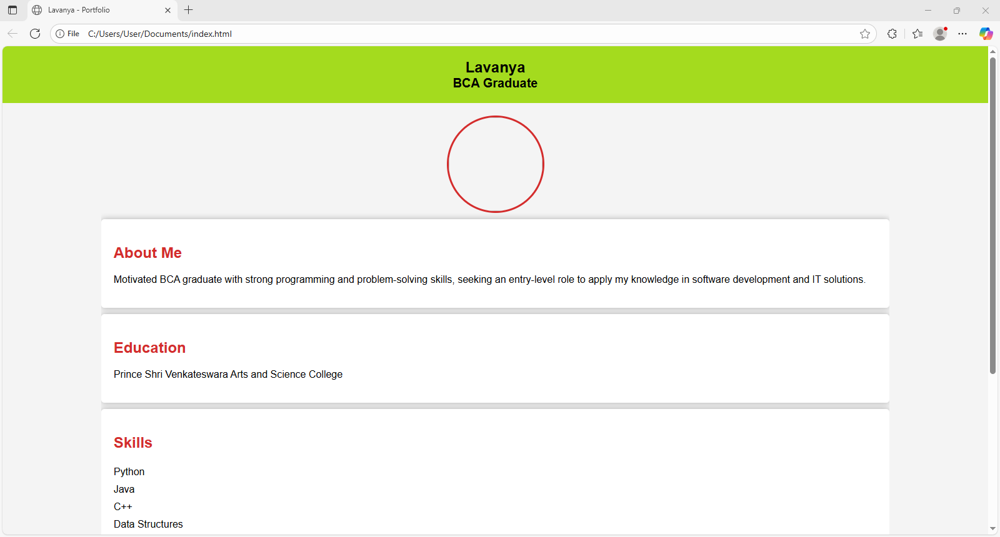 Lavanya - Portfolio
File C:/Users/User/Documents/index.html
Lavanya
BCA Graduate
About Me
Motivated BCA graduate with strong programming and problem-solving skills, seeking an entry-level role to apply my knowledge in software development and IT solutions.
Education
Prince Shri Venkateswara Arts and Science College
Skills
Python
Java
C++
Data Structures